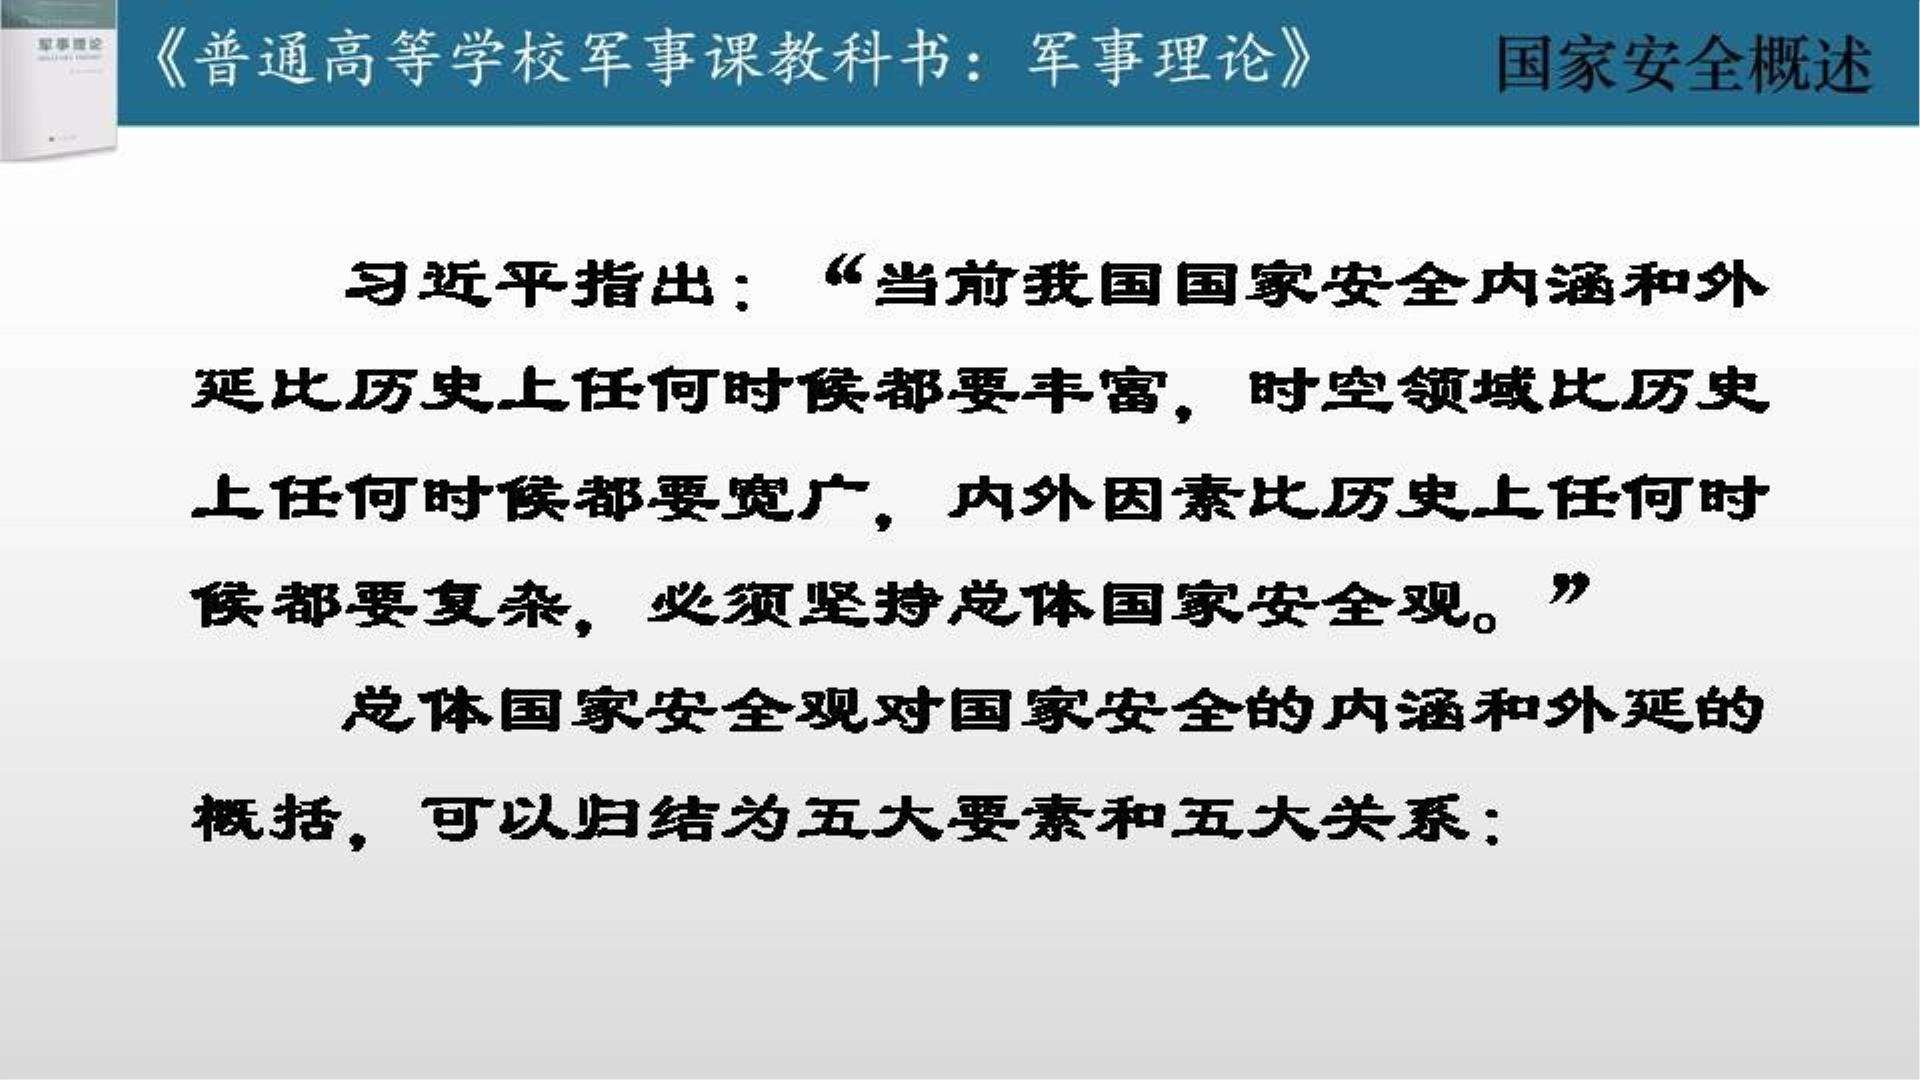 军事理论
《普通高等学校军事课教科书：军事理论》
国家安全概述
习近平指出：“当前我国国家安全内涵和外
延比历史上任何时候都要丰富，时空领域比历史
上任何时候都要宽广，内外因素比历史上任何时
候都要复杂，必须坚持总体国家安全观。”
总体国家安全观对国家安全的内涵和外延的
概括，可以归结为五大要素和五大关系：